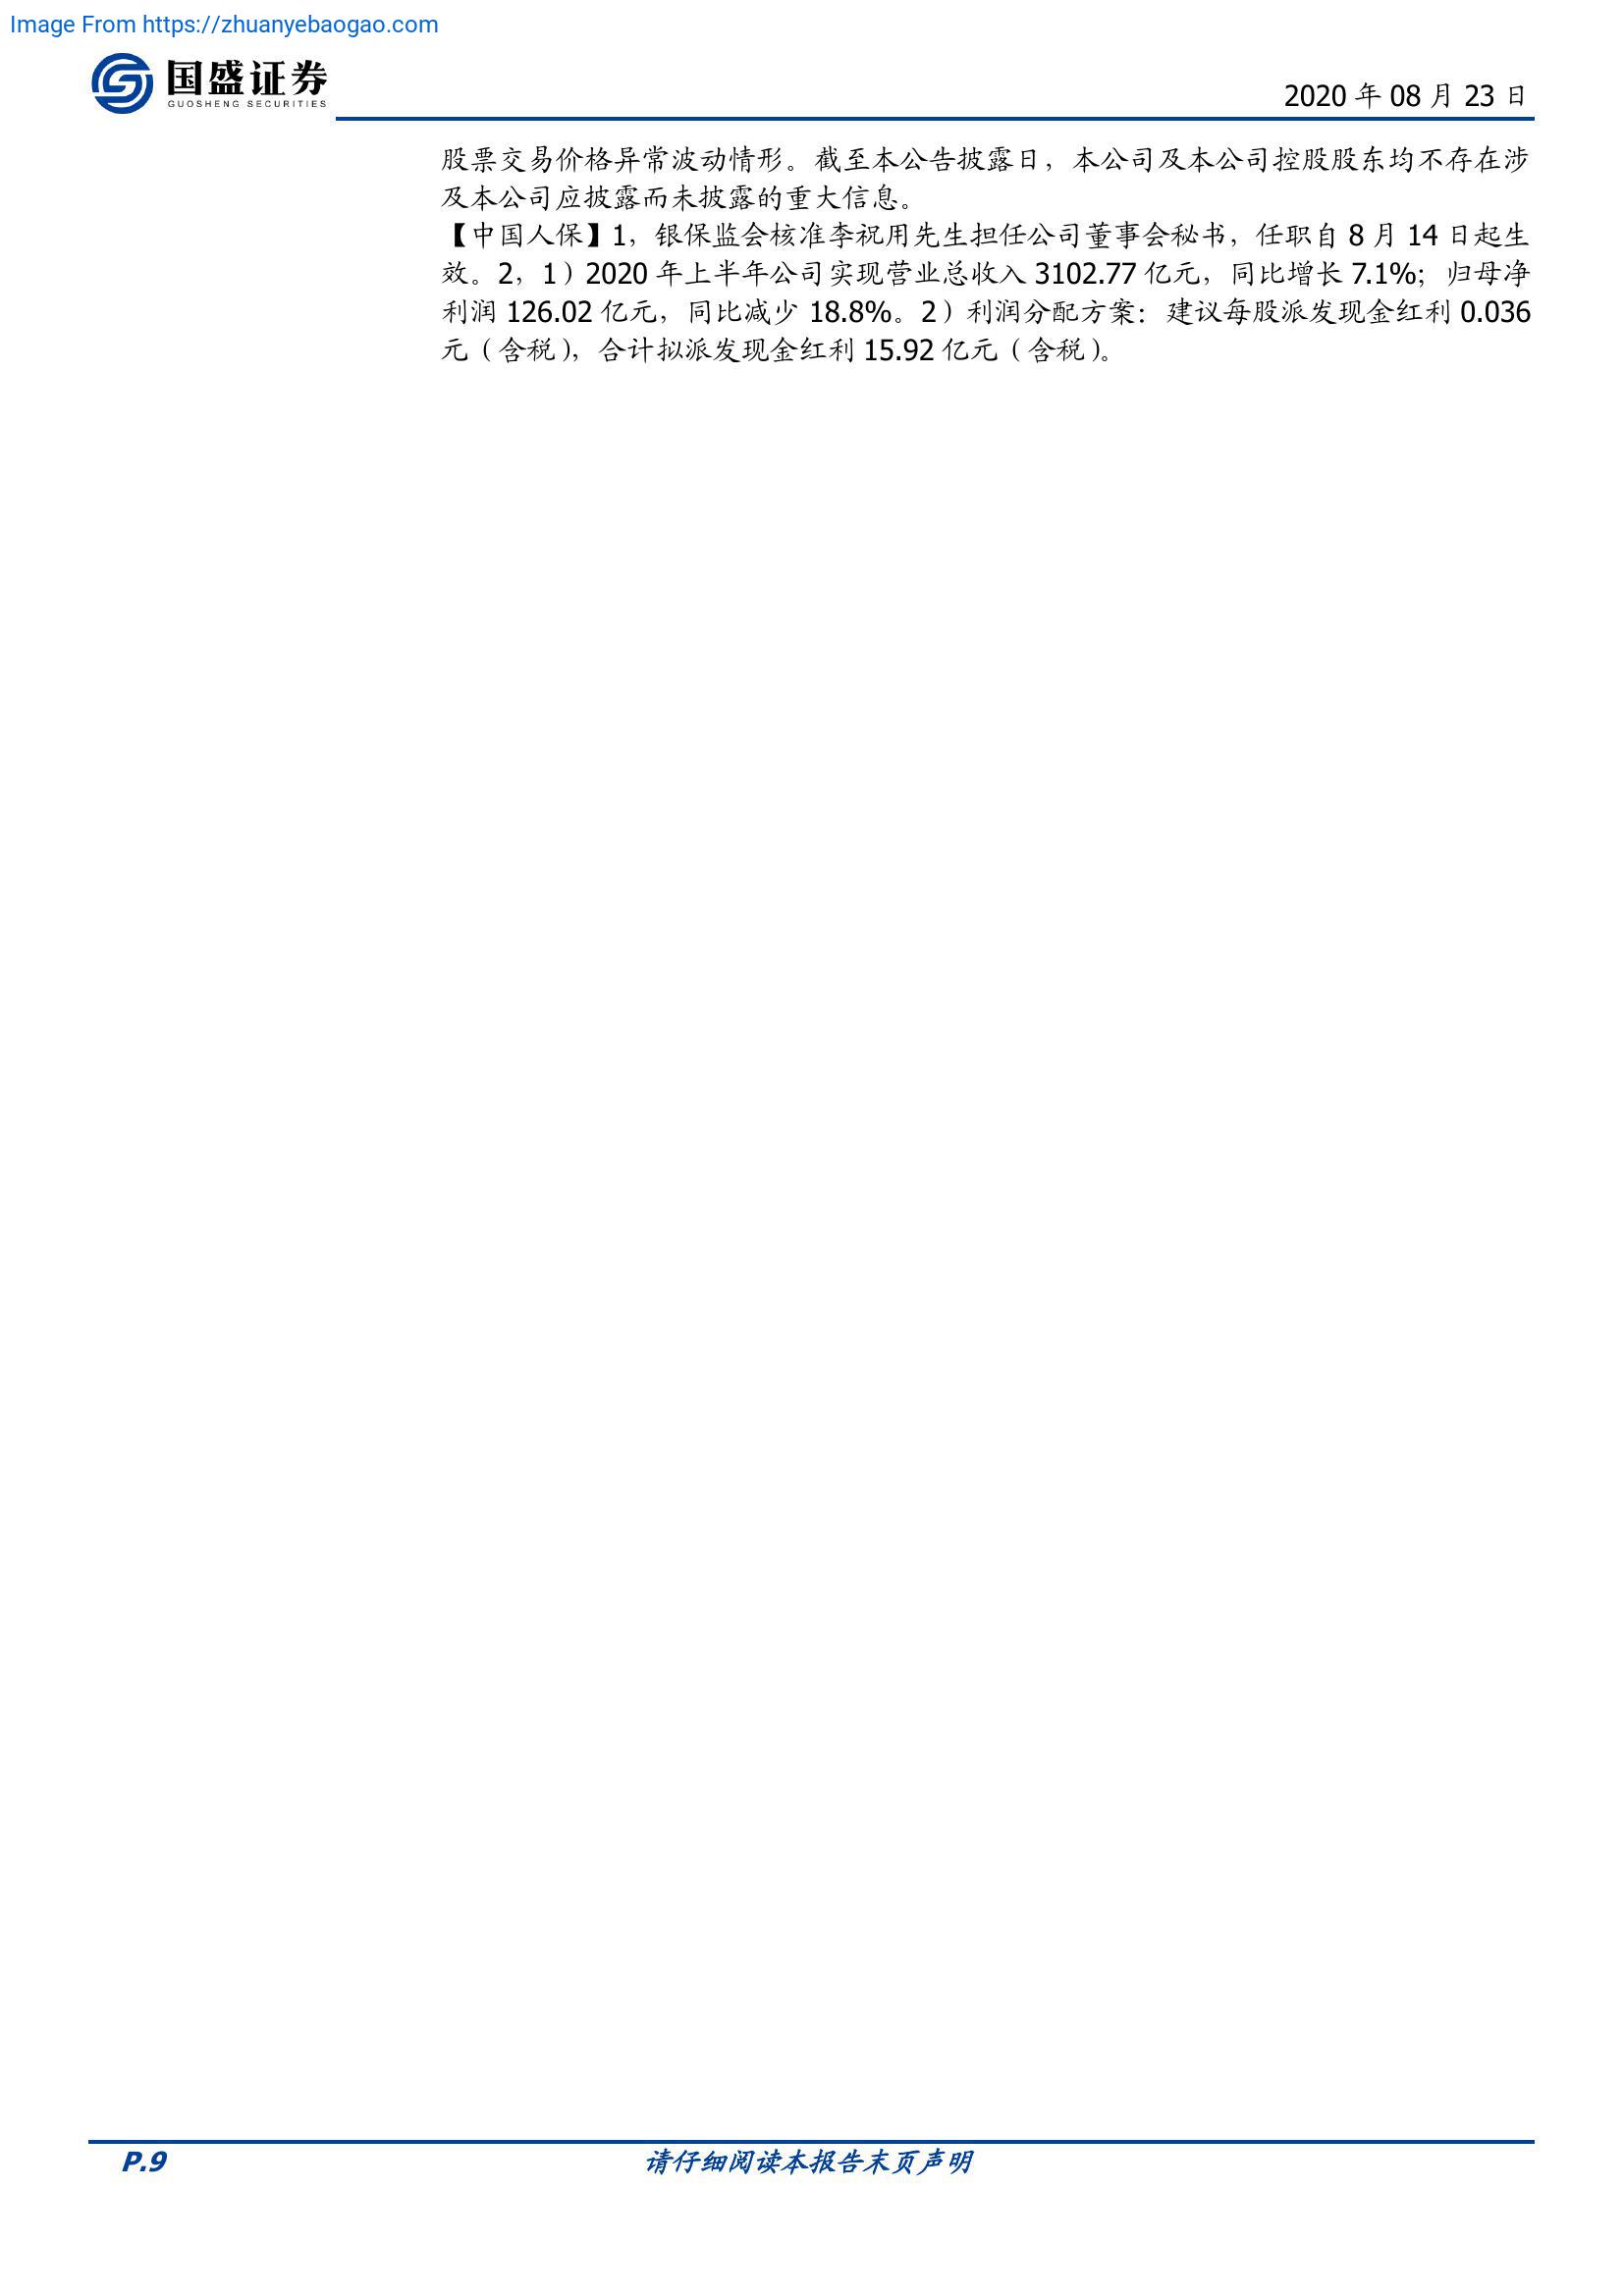 Image From https://zhuanyebaogao.com
国盛证券
GUOSHENG SECURITIES
2020 年 08 月 23 日
股票交易价格异常波动情形。截至本公告披露日，本公司及本公司控股股东均不存在涉
及本公司应披露而未披露的重大信息。
【中国人保】1，银保监会核准李祝用先生担任公司董事会秘书，任职自 8 月 14 日起生
效。2，1）2020 年上半年公司实现营业总收入 3102.77 亿元，同比增长 7.1%；归母净
利润 126.02 亿元，同比减少 18.8%。2）利润分配方案：建议每股派发现金红利 0.036
元（含税），合计拟派发现金红利 15.92 亿元（含税）。
P.9
请仔细阅读本报告末页声明